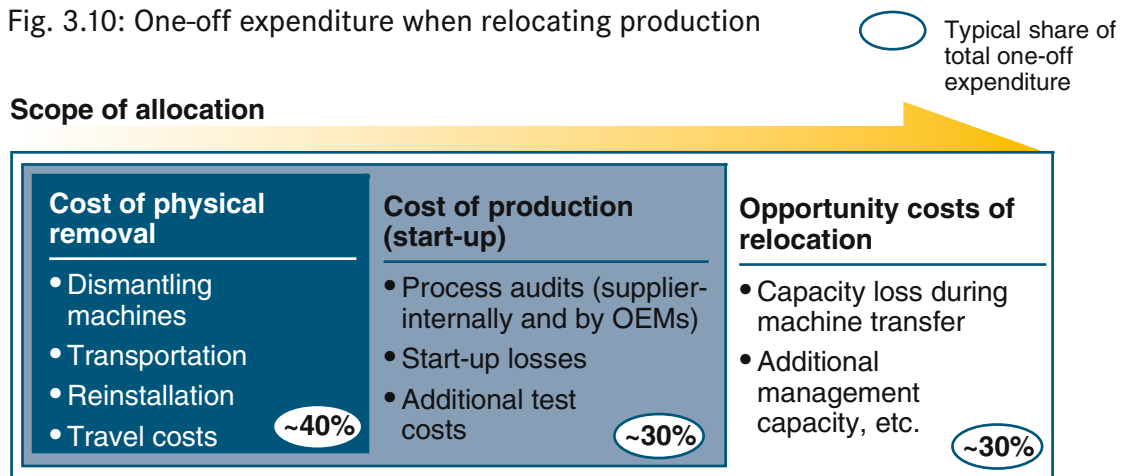 Fig. 3.10: One-off expenditure when relocating production
Typical share of
total one-off
expenditure
Scope of allocation
Cost of physical
removal
• Dismantling
machines
• Transportation
• Reinstallation
• Travel costs
~40%
Cost of production
(start-up)
• Process audits (supplier-
internally and by OEMs)
• Start-up losses
• Additional test
costs
~30%
Opportunity costs of
relocation
• Capacity loss during
machine transfer
• Additional
management
capacity, etc.
~30%